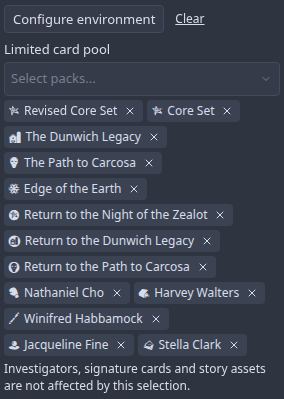 Configure environment Clear
Limited card pool
Select packs...
Revised Core Set × Core Set ×
The Dunwich Legacy ×
The Path to Carcosa ×
Edge of the Earth ×
Return to the Night of the Zealot ×
Return to the Dunwich Legacy ×
Return to the Path to Carcosa ×
Nathaniel Cho × Harvey Walters ×
Winifred Habbamock ×
Jacqueline Fine × Stella Clark ×
Investigators, signature cards and story assets
are not affected by this selection.